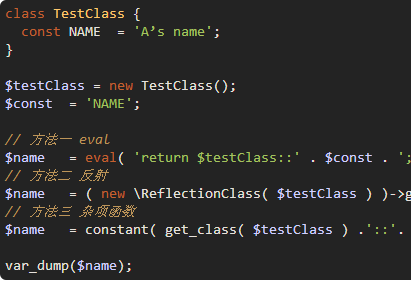 class TestClass {
  const NAME  = 'A’s name';
}
$testClass = new TestClass();
$const  = 'NAME';
// 方法一 eval
$name   = eval( 'return $testClass::' . $const . ';
// 方法二 反射
$name   = ( new \ReflectionClass( $testClass ) )->g
// 方法三 杂项函数
$name   = constant( get_class( $testClass ) .'::'.
var_dump($name);